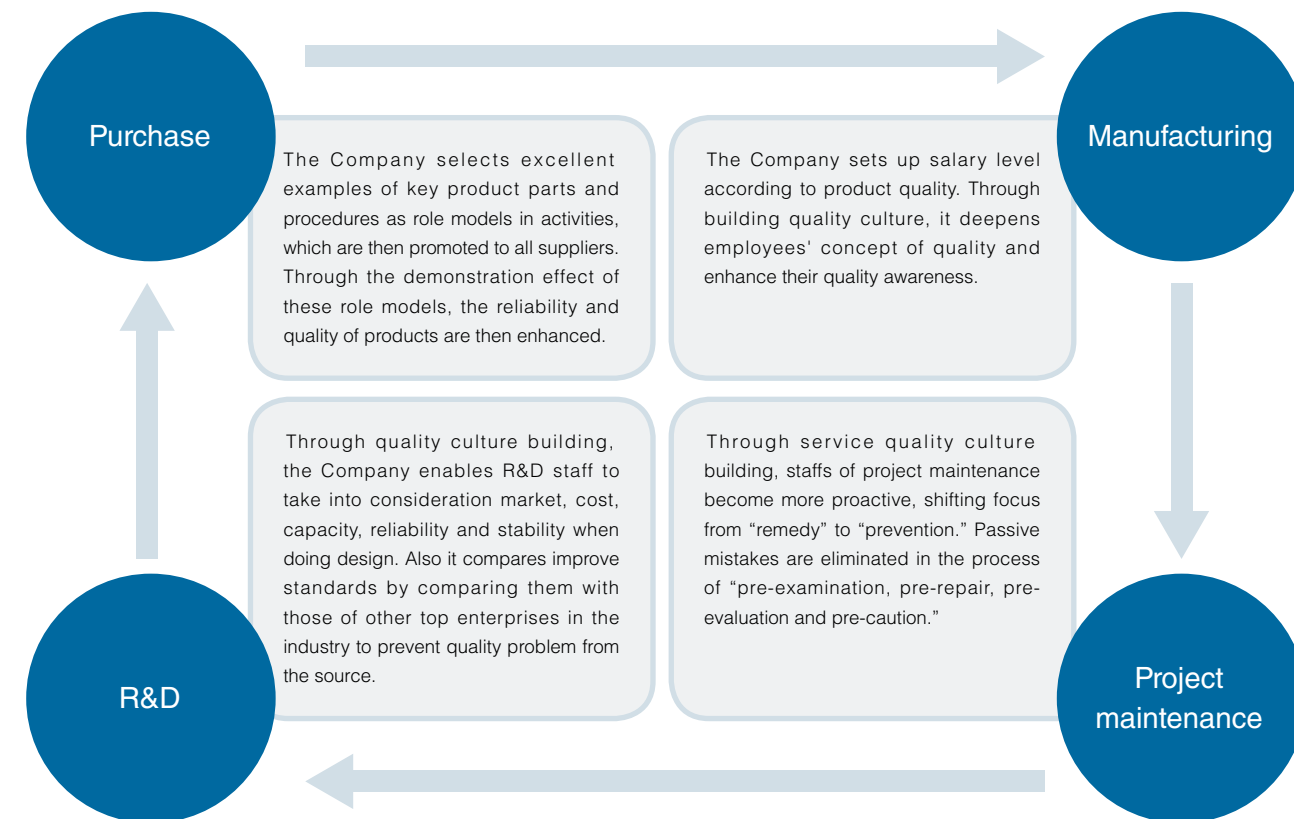 Purchase
The Company selects excellent
examples of key product parts and
procedures as role models in activities,
which are then promoted to all suppliers.
Through the demonstration effect of
these role models, the reliability and
quality of products are then enhanced.
Manufacturing
The Company sets up salary level
according to product quality. Through
building quality culture, it deepens
employees' concept of quality and
enhance their quality awareness.
R&D
Through quality culture building,
the Company enables R&D staff to
take into consideration market, cost,
capacity, reliability and stability when
doing design. Also it compares improve
standards by comparing them with
those of other top enterprises in the
industry to prevent quality problem from
the source.
Project
maintenance
Through service quality culture
building, staffs of project maintenance
become more proactive, shifting focus
from “remedy” to “prevention.” Passive
mistakes are eliminated in the process
of “pre-examination, pre-repair, pre-
evaluation and pre-caution.”